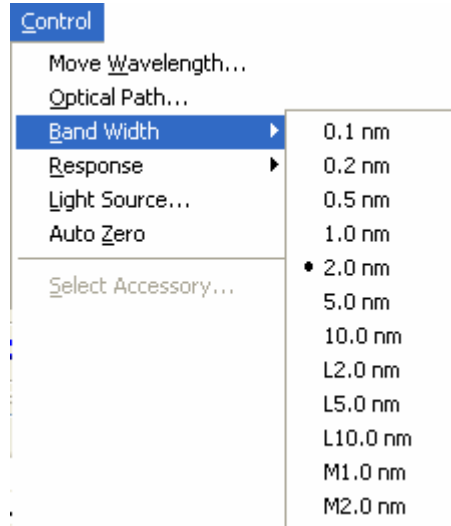 Control
Move Wavelength...
Optical Path...
Band Width
Response
Light Source...
Auto Zero
Select Accessory...
0.1 nm
0.2 nm
0.5 nm
1.0 nm
• 2.0 nm
5.0 nm
10.0 nm
L2.0 nm
L5.0 nm
L10.0 nm
M1.0 nm
M2.0 nm